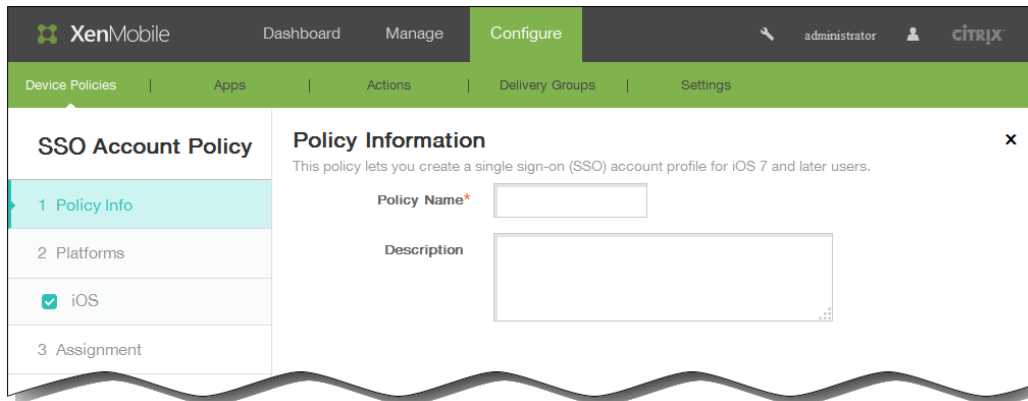 XenMobile Dashboard Manage Configure administrator CİTRIX
Device Policies | Apps | Actions | Delivery Groups | Settings
SSO Account Policy
1 Policy Info
2 Platforms
iOS
3 Assignment
Policy Information
This policy lets you create a single sign-on (SSO) account profile for iOS 7 and later users.
Policy Name*
Description